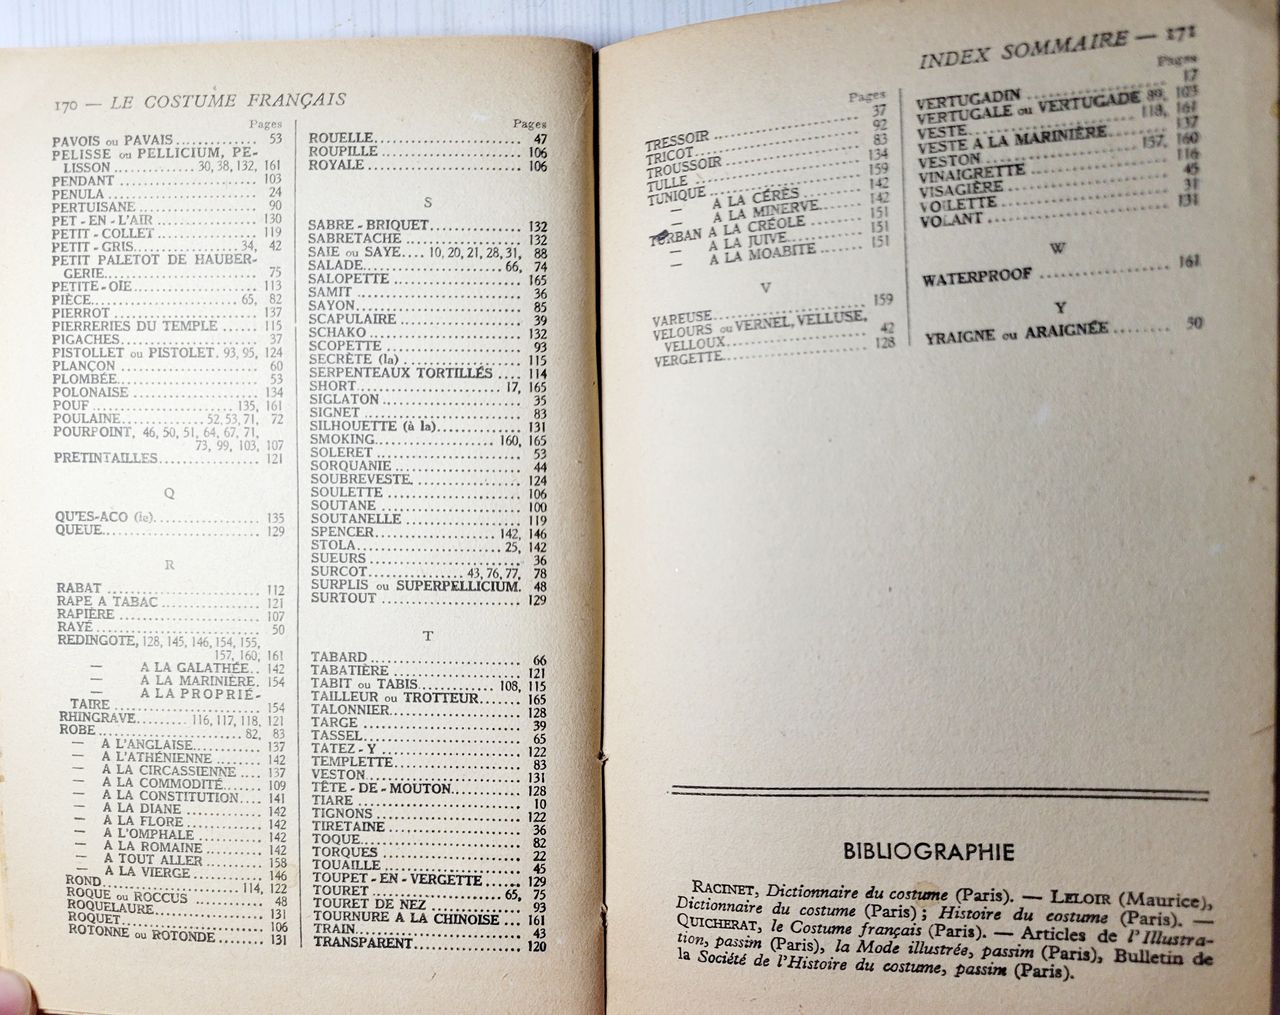 170 — LE COSTUME FRANÇAIS
Pages
PAVOIS ou PAVAIS ............... 53
PELISSE ou PELLICIUM, PE-
LISSON ............ 30, 38, 132, 161
PENDANT ..................... 103
PENULA ....................... 24
PERTUISANE .................... 90
PET - EN - L'AIR ............... 130
PETIT - COLLET ................ 119
PETIT - GRIS................ 34, 42
PETIT PALETOT DE HAUBER-
GERIE...................... 75
PETITE - OIE ................... 113
PIÈCE...................... 65, 82
PIERROT ...................... 137
PIERRERIES DU TEMPLE ...... 115
PIGACHES...................... 37
PISTOLLET ou PISTOLET. 93, 95, 124
PLANÇON ...................... 60
PLOMBÉE...................... 53
POLONAISE .................... 134
POUF ..................... 135, 161
POULAINE............. 52, 53, 71, 72
POURPOINT, 46, 50, 51, 64, 67, 71,
73, 99, 103, 107
PRETINTAILLES................ 121
Q
QU'ES-ACO (le)................ 135
QUEUE........................ 129
R
RABAT ........................ 112
RAPE A TABAC ................ 121
RAPIÈRE ...................... 107
RAYÉ ......................... 50
REDINGOTE, 128, 145, 146, 154, 155,
157, 160, 161
— A LA GALATHÉE.. 142
— A LA MARINIÈRE. 154
— A LA PROPRIÉ-
TAIRE ...................... 154
RHINGRAVE........ 116, 117, 118, 121
ROBE ....................... 82, 83
— A L'ANGLAISE............. 137
— A L'ATHÉNIENNE ......... 142
— A LA CIRCASSIENNE .... 137
— A LA COMMODITÉ....... 109
— A LA CONSTITUTION.... 141
— A LA DIANE ............. 142
— A LA FLORE ............. 142
— A L'OMPHALE ........... 142
— A LA ROMAINE .......... 142
— A TOUT ALLER .......... 158
— A LA VIERGE ............ 146
ROND ..................... 114, 122
ROQUE ou ROCCUS ............. 48
ROQUELAURE.................. 131
ROQUET...................... 106
ROTONNE ou ROTONDE ........ 131
Pages
ROUELLE....................... 47
ROUPILLE ..................... 106
ROYALE ....................... 106
S
SABRE - BRIQUET............... 132
SABRETACHE ................... 132
SAIE ou SAYE.... 10, 20, 21, 28, 31, 88
SALADE..................... 66, 74
SALOPETTE .................... 165
SAMIT ......................... 36
SAYON......................... 85
SCAPULAIRE .................... 39
SCHAKO ....................... 132
SCOPETTE ...................... 93
SECRÈTE (la) ................... 115
SERPENTEAUX TORTILLÉS .... 114
SHORT..................... 17, 165
SIGLATON ...................... 35
SIGNET ........................ 83
SILHOUETTE (à la).............. 131
SMOKING.................. 160, 165
SOLERET ....................... 53
SORQUANIE ..................... 44
SOUBREVESTE.................. 124
SOULETTE ..................... 106
SOUTANE ...................... 100
SOUTANELLE ................... 119
SPENCER.................. 142, 146
STOLA..................... 25, 142
SUEURS ........................ 36
SURCOT............... 43, 76, 77, 78
SURPLIS ou SUPERPELLICIUM. 48
SURTOUT ...................... 129
T
TABARD ........................ 66
TABATIÈRE .................... 121
TABIT ou TABIS............ 108, 115
TAILLEUR ou TROTTEUR....... 165
TALONNIER.................... 128
TARGE ......................... 39
TASSEL ........................ 65
TATEZ - Y ..................... 122
TEMPLETTE .................... 83
VESTON ....................... 131
TÊTE - DE - MOUTON........... 128
TIARE .......................... 10
TIGNONS ...................... 122
TIRETAINE ...................... 36
TOQUE.......................... 82
TORQUES ....................... 22
TOUAILLE ....................... 45
TOUPET - EN - VERGETTE ...... 129
TOURET .................... 65, 75
TOURET DE NEZ ................ 93
TOURNURE A LA CHINOISE ... 161
TRAIN.......................... 43
TRANSPARENT................. 120
INDEX SOMMAIRE — 171
Pages
TRESSOIR ...................... 37
TRICOT......................... 92
TROUSSOIR ..................... 83
TULLE ........................ 134
TUNIQUE ...................... 159
— A LA CÉRÈS .......... 142
— A LA MINERVE....... 142
TURBAN A LA CRÉOLE ........ 151
— A LA JUIVE........... 151
— A LA MOABITE ....... 151
V
VAREUSE...................... 159
VELOURS ou VERNEL, VELLUSE,
VELLOUX..................... 42
VERGETTE..................... 128
Pages
VERTUGADIN .................. 17
VERTUGALE ou VERTUGADE 89, 103
VESTE..................... 118, 161
VESTE A LA MARINIÈRE........ 137
VESTON .................. 157, 160
VINAIGRETTE .................. 116
VISAGIÈRE ..................... 45
VOILETTE ...................... 31
VOLANT ...................... 131
W
WATERPROOF ................. 161
Y
YRAIGNE ou ARAIGNÉE ........ 50
BIBLIOGRAPHIE
RACINET, Dictionnaire du costume (Paris). — LELOIR (Maurice),
Dictionnaire du costume (Paris) ; Histoire du costume (Paris). —
QUICHERAT, le Costume français (Paris). — Articles de l'Illustra-
tion, passim (Paris), la Mode illustrée, passim (Paris), Bulletin de
la Société de l'Histoire du costume, passim (Paris).